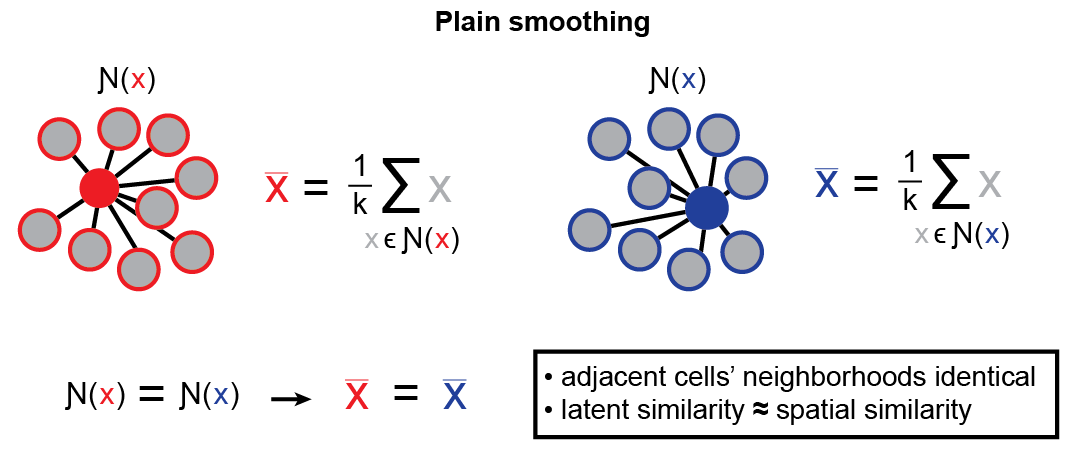 Plain smoothing
N(x)
x̄ = 1/k ∑ x
x ϵ N(x)
N(x)
x̄ = 1/k ∑ x
x ϵ N(x)
N(x) = N(x) → x̄ = x̄
• adjacent cells’ neighborhoods identical
• latent similarity ≈ spatial similarity